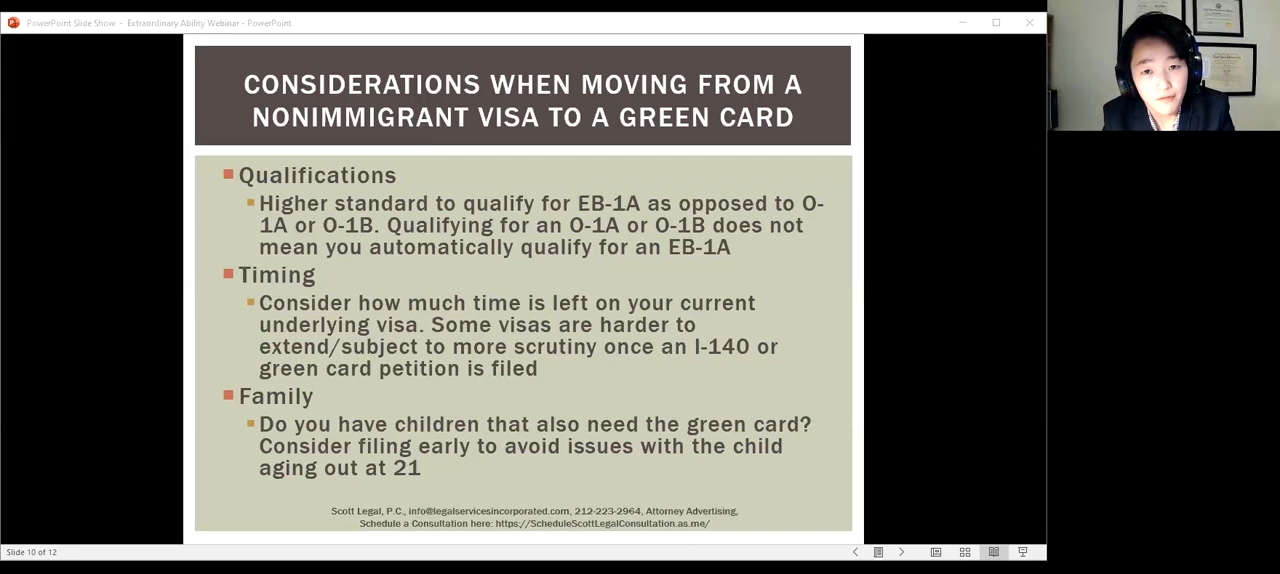 PowerPoint Slide Show - Extraordinary Ability Webinar - PowerPoint
CONSIDERATIONS WHEN MOVING FROM A
NONIMMIGRANT VISA TO A GREEN CARD
Qualifications
Higher standard to qualify for EB-1A as opposed to O-
1A or O-1B. Qualifying for an O-1A or O-1B does not
mean you automatically qualify for an EB-1A
Timing
Consider how much time is left on your current
underlying visa. Some visas are harder to
extend/subject to more scrutiny once an I-140 or
green card petition is filed
Family
Do you have children that also need the green card?
Consider filing early to avoid issues with the child
aging out at 21
Scott Legal, P.C., info@legalservicesincorporated.com, 212-223-2964, Attorney Advertising,
Schedule a Consultation here: https://ScheduleScottLegalConsultation.as.me/
Slide 10 of 12